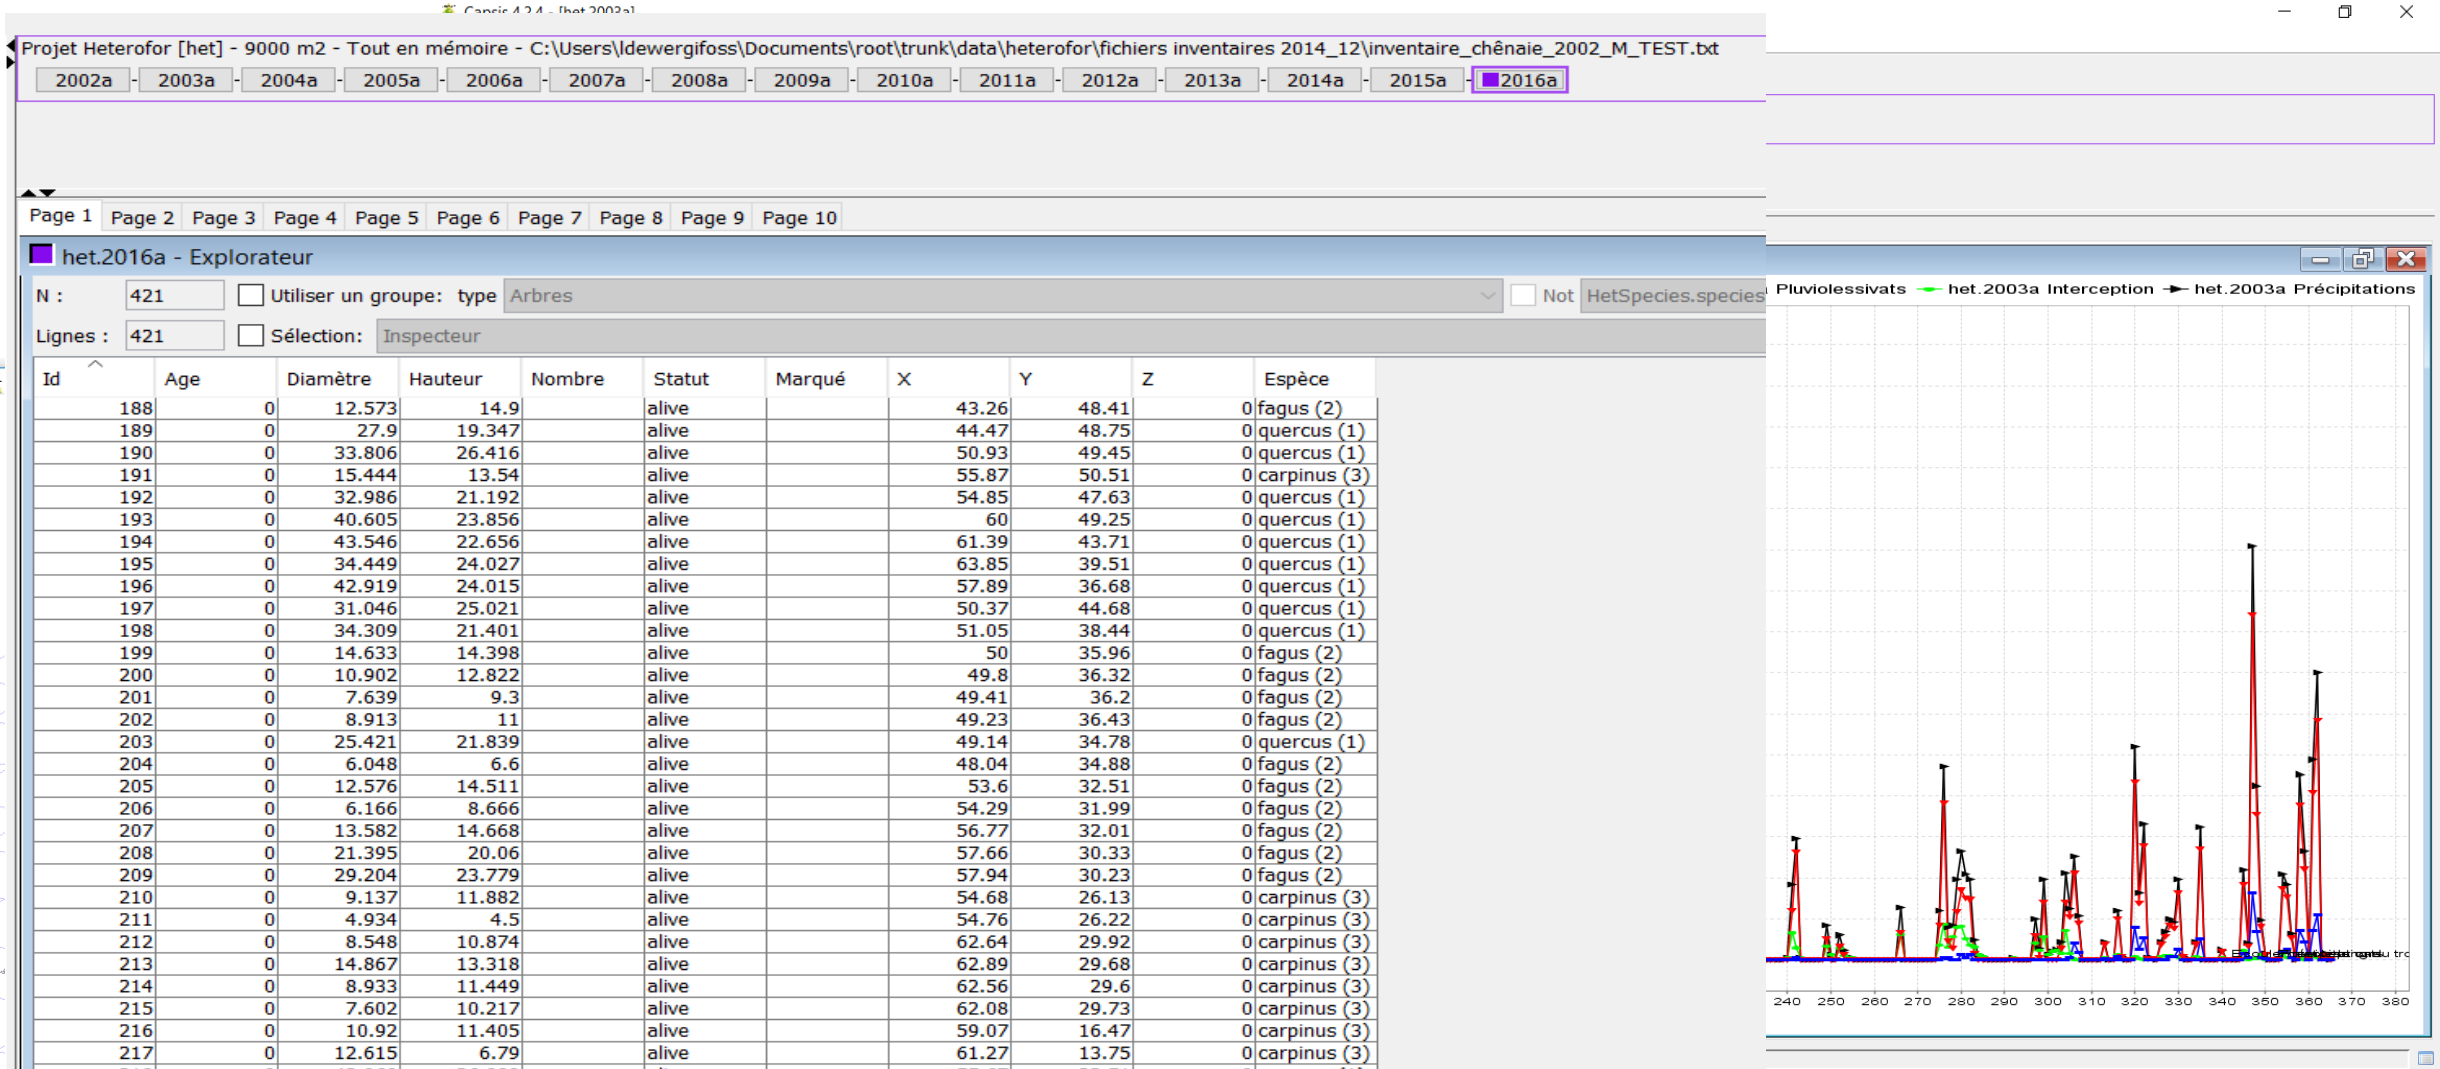 Capsis 4.2.4 - [het.2003a]
Projet Heterofor [het] - 9000 m2 - Tout en mémoire - C:\Users\ldewergifoss\Documents\root\trunk\data\heterofor\fichiers inventaires 2014_12\inventaire_chênaie_2002_M_TEST.txt
2002a - 2003a - 2004a - 2005a - 2006a - 2007a - 2008a - 2009a - 2010a - 2011a - 2012a - 2013a - 2014a - 2015a - 2016a
Page 1 Page 2 Page 3 Page 4 Page 5 Page 6 Page 7 Page 8 Page 9 Page 10
het.2016a - Explorateur
N : 421 Utiliser un groupe: type Arbres Not HetSpecies.species
Lignes : 421 Sélection: Inspecteur
Id Age Diamètre Hauteur Nombre Statut Marqué X Y Z Espèce
188 0 12.573 14.9 alive 43.26 48.41 0 fagus (2)
189 0 27.9 19.347 alive 44.47 48.75 0 quercus (1)
190 0 33.806 26.416 alive 50.93 49.45 0 quercus (1)
191 0 15.444 13.54 alive 55.87 50.51 0 carpinus (3)
192 0 32.986 21.192 alive 54.85 47.63 0 quercus (1)
193 0 40.605 23.856 alive 60 49.25 0 quercus (1)
194 0 43.546 22.656 alive 61.39 43.71 0 quercus (1)
195 0 34.449 24.027 alive 63.85 39.51 0 quercus (1)
196 0 42.919 24.015 alive 57.89 36.68 0 quercus (1)
197 0 31.046 25.021 alive 50.37 44.68 0 quercus (1)
198 0 34.309 21.401 alive 51.05 38.44 0 quercus (1)
199 0 14.633 14.398 alive 50 35.96 0 fagus (2)
200 0 10.902 12.822 alive 49.8 36.32 0 fagus (2)
201 0 7.639 9.3 alive 49.41 36.2 0 fagus (2)
202 0 8.913 11 alive 49.23 36.43 0 fagus (2)
203 0 25.421 21.839 alive 49.14 34.78 0 quercus (1)
204 0 6.048 6.6 alive 48.04 34.88 0 fagus (2)
205 0 12.576 14.511 alive 53.6 32.51 0 fagus (2)
206 0 6.166 8.666 alive 54.29 31.99 0 fagus (2)
207 0 13.582 14.668 alive 56.77 32.01 0 fagus (2)
208 0 21.395 20.06 alive 57.66 30.33 0 fagus (2)
209 0 29.204 23.779 alive 57.94 30.23 0 fagus (2)
210 0 9.137 11.882 alive 54.68 26.13 0 carpinus (3)
211 0 4.934 4.5 alive 54.76 26.22 0 carpinus (3)
212 0 8.548 10.874 alive 62.64 29.92 0 carpinus (3)
213 0 14.867 13.318 alive 62.89 29.68 0 carpinus (3)
214 0 8.933 11.449 alive 62.56 29.6 0 carpinus (3)
215 0 7.602 10.217 alive 62.08 29.73 0 carpinus (3)
216 0 10.92 11.405 alive 59.07 16.47 0 carpinus (3)
217 0 12.615 6.79 alive 61.27 13.75 0 carpinus (3)
Pluviolessivats het.2003a Interception het.2003a Précipitations
240 250 260 270 280 290 300 310 320 330 340 350 360 370 380